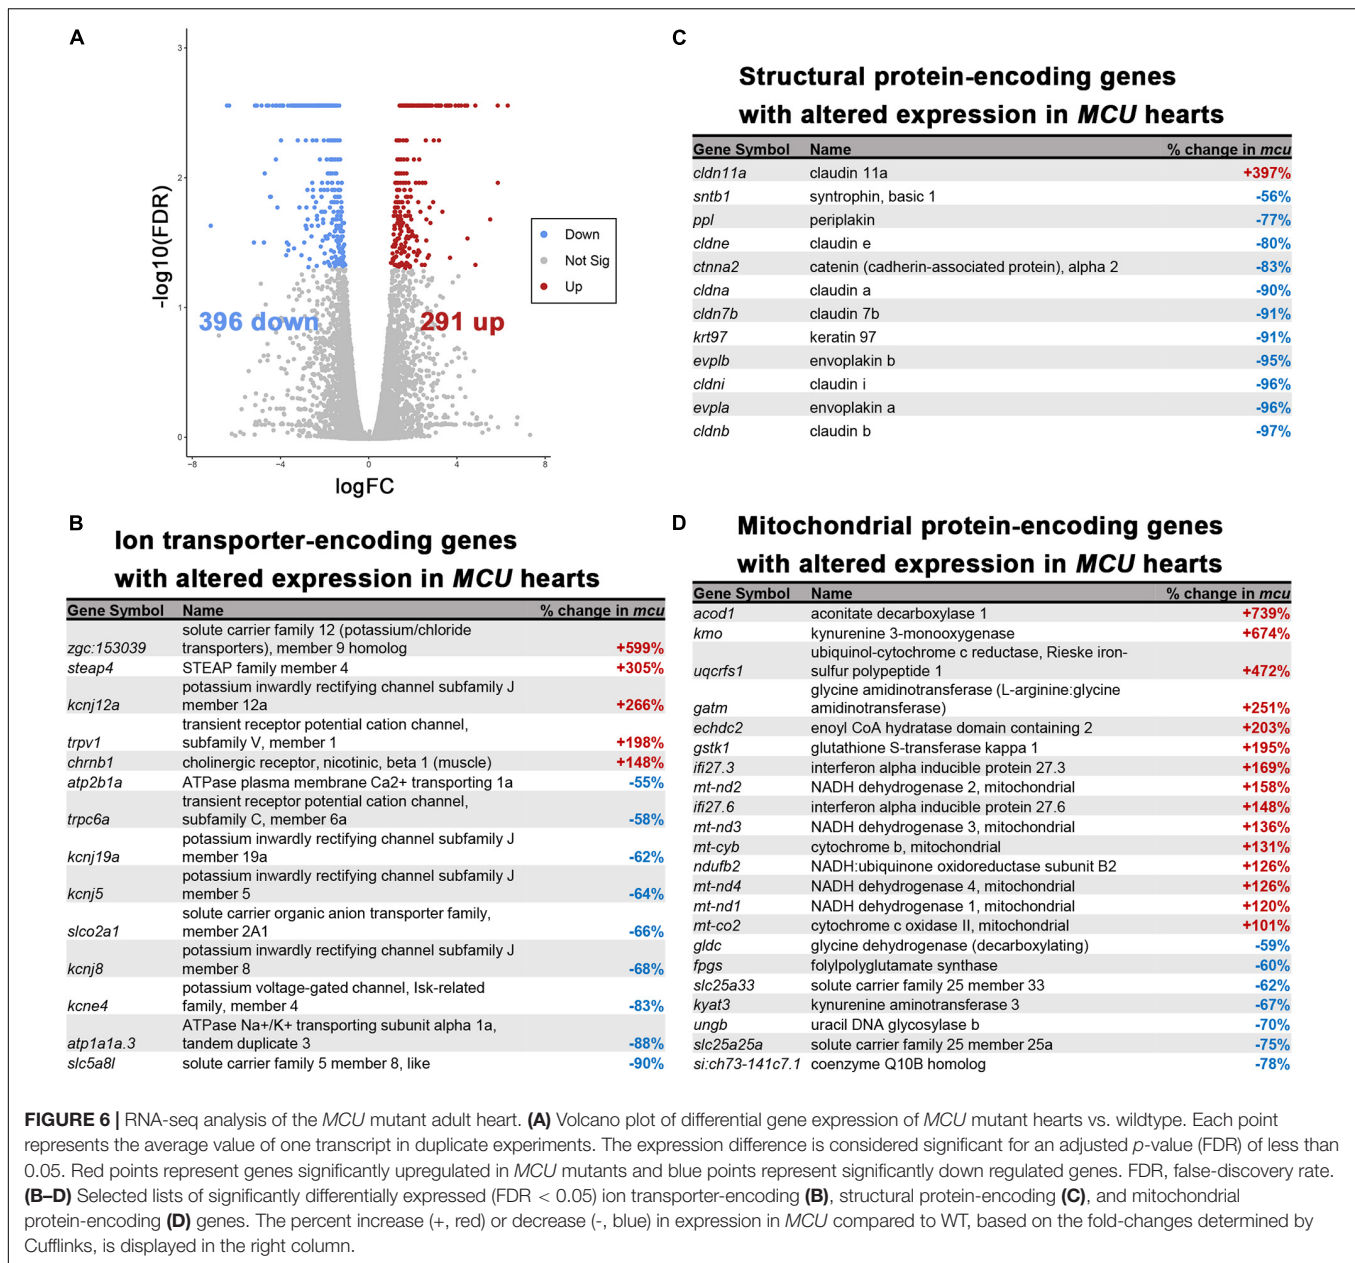 A
3
2
1
0
-log10(FDR)
396 down
291 up
Down
Not Sig
Up
−8
−4
0
4
8
logFC
B
Ion transporter-encoding genes
with altered expression in MCU hearts
Gene Symbol Name % change in mcu
solute carrier family 12 (potassium/chloride
zgc:153039 transporters), member 9 homolog +599%
steap4 STEAP family member 4 +305%
potassium inwardly rectifying channel subfamily J
kcnj12a member 12a +266%
transient receptor potential cation channel,
trpv1 subfamily V, member 1 +198%
chrnb1 cholinergic receptor, nicotinic, beta 1 (muscle) +148%
atp2b1a ATPase plasma membrane Ca2+ transporting 1a -55%
transient receptor potential cation channel,
trpc6a subfamily C, member 6a -58%
potassium inwardly rectifying channel subfamily J
kcnj19a member 19a -62%
potassium inwardly rectifying channel subfamily J
kcnj5 member 5 -64%
solute carrier organic anion transporter family,
slco2a1 member 2A1 -66%
potassium inwardly rectifying channel subfamily J
kcnj8 member 8 -68%
potassium voltage-gated channel, Isk-related
kcne4 family, member 4 -83%
ATPase Na+/K+ transporting subunit alpha 1a,
atp1a1a.3 tandem duplicate 3 -88%
slc5a8l solute carrier family 5 member 8, like -90%
C
Structural protein-encoding genes
with altered expression in MCU hearts
Gene Symbol Name % change in mcu
cldn11a claudin 11a +397%
sntb1 syntrophin, basic 1 -56%
ppl periplakin -77%
cldne claudin e -80%
ctnna2 catenin (cadherin-associated protein), alpha 2 -83%
cldna claudin a -90%
cldn7b claudin 7b -91%
krt97 keratin 97 -91%
evplb envoplakin b -95%
cldni claudin i -96%
evpla envoplakin a -96%
cldnb claudin b -97%
D
Mitochondrial protein-encoding genes
with altered expression in MCU hearts
Gene Symbol Name % change in mcu
acod1 aconitate decarboxylase 1 +739%
kmo kynurenine 3-monooxygenase +674%
ubiquinol-cytochrome c reductase, Rieske iron-
uqcrfs1 sulfur polypeptide 1 +472%
glycine amidinotransferase (L-arginine:glycine
gatm amidinotransferase) +251%
echdc2 enoyl CoA hydratase domain containing 2 +203%
gstk1 glutathione S-transferase kappa 1 +195%
ifi27.3 interferon alpha inducible protein 27.3 +169%
mt-nd2 NADH dehydrogenase 2, mitochondrial +158%
ifi27.6 interferon alpha inducible protein 27.6 +148%
mt-nd3 NADH dehydrogenase 3, mitochondrial +136%
mt-cyb cytochrome b, mitochondrial +131%
ndufb2 NADH:ubiquinone oxidoreductase subunit B2 +126%
mt-nd4 NADH dehydrogenase 4, mitochondrial +126%
mt-nd1 NADH dehydrogenase 1, mitochondrial +120%
mt-co2 cytochrome c oxidase II, mitochondrial +101%
gldc glycine dehydrogenase (decarboxylating) -59%
fpgs folylpolyglutamate synthase -60%
slc25a33 solute carrier family 25 member 33 -62%
kyat3 kynurenine aminotransferase 3 -67%
ungb uracil DNA glycosylase b -70%
slc25a25a solute carrier family 25 member 25a -75%
si:ch73-141c7.1 coenzyme Q10B homolog -78%
FIGURE 6 | RNA-seq analysis of the MCU mutant adult heart. (A) Volcano plot of differential gene expression of MCU mutant hearts vs. wildtype. Each point
represents the average value of one transcript in duplicate experiments. The expression difference is considered significant for an adjusted p-value (FDR) of less than
0.05. Red points represent genes significantly upregulated in MCU mutants and blue points represent significantly down regulated genes. FDR, false-discovery rate.
(B–D) Selected lists of significantly differentially expressed (FDR < 0.05) ion transporter-encoding (B), structural protein-encoding (C), and mitochondrial
protein-encoding (D) genes. The percent increase (+, red) or decrease (-, blue) in expression in MCU compared to WT, based on the fold-changes determined by
Cufflinks, is displayed in the right column.